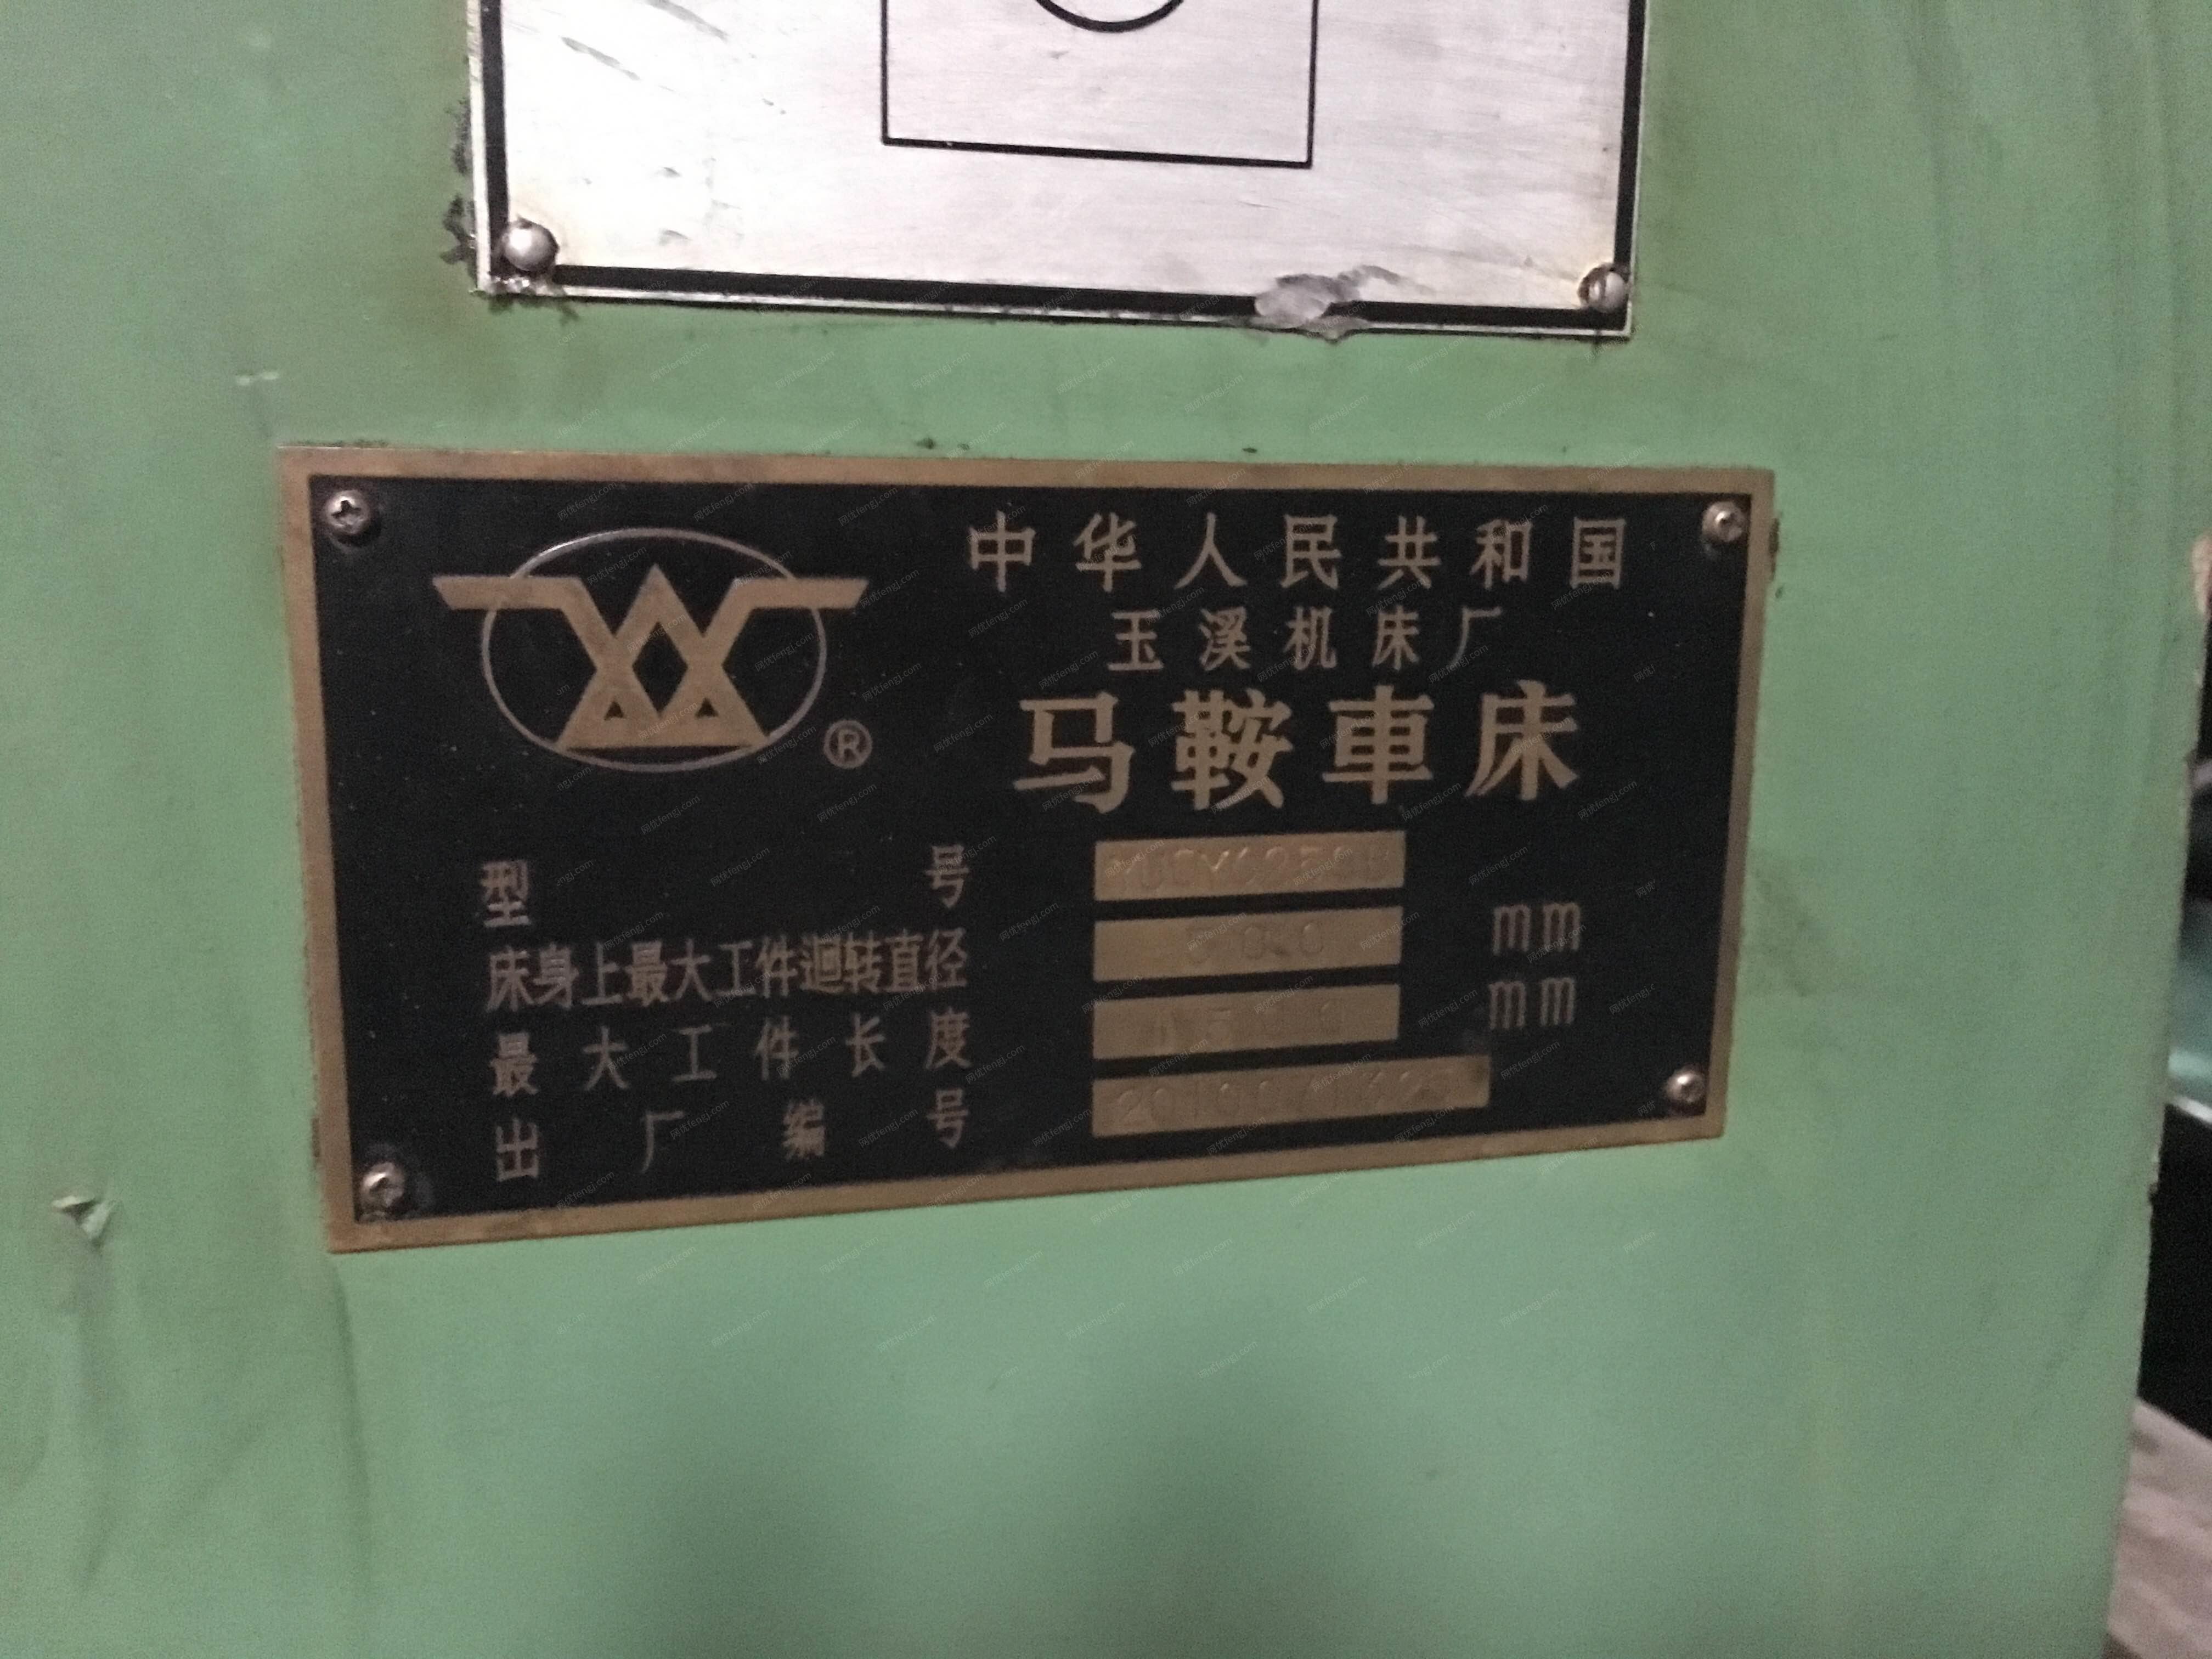 中华人民共和国
玉溪机床厂
马鞍車床
®
型号
床身上最大工件迴转直径 500 mm
最大工件长度 1500 mm
出厂编号